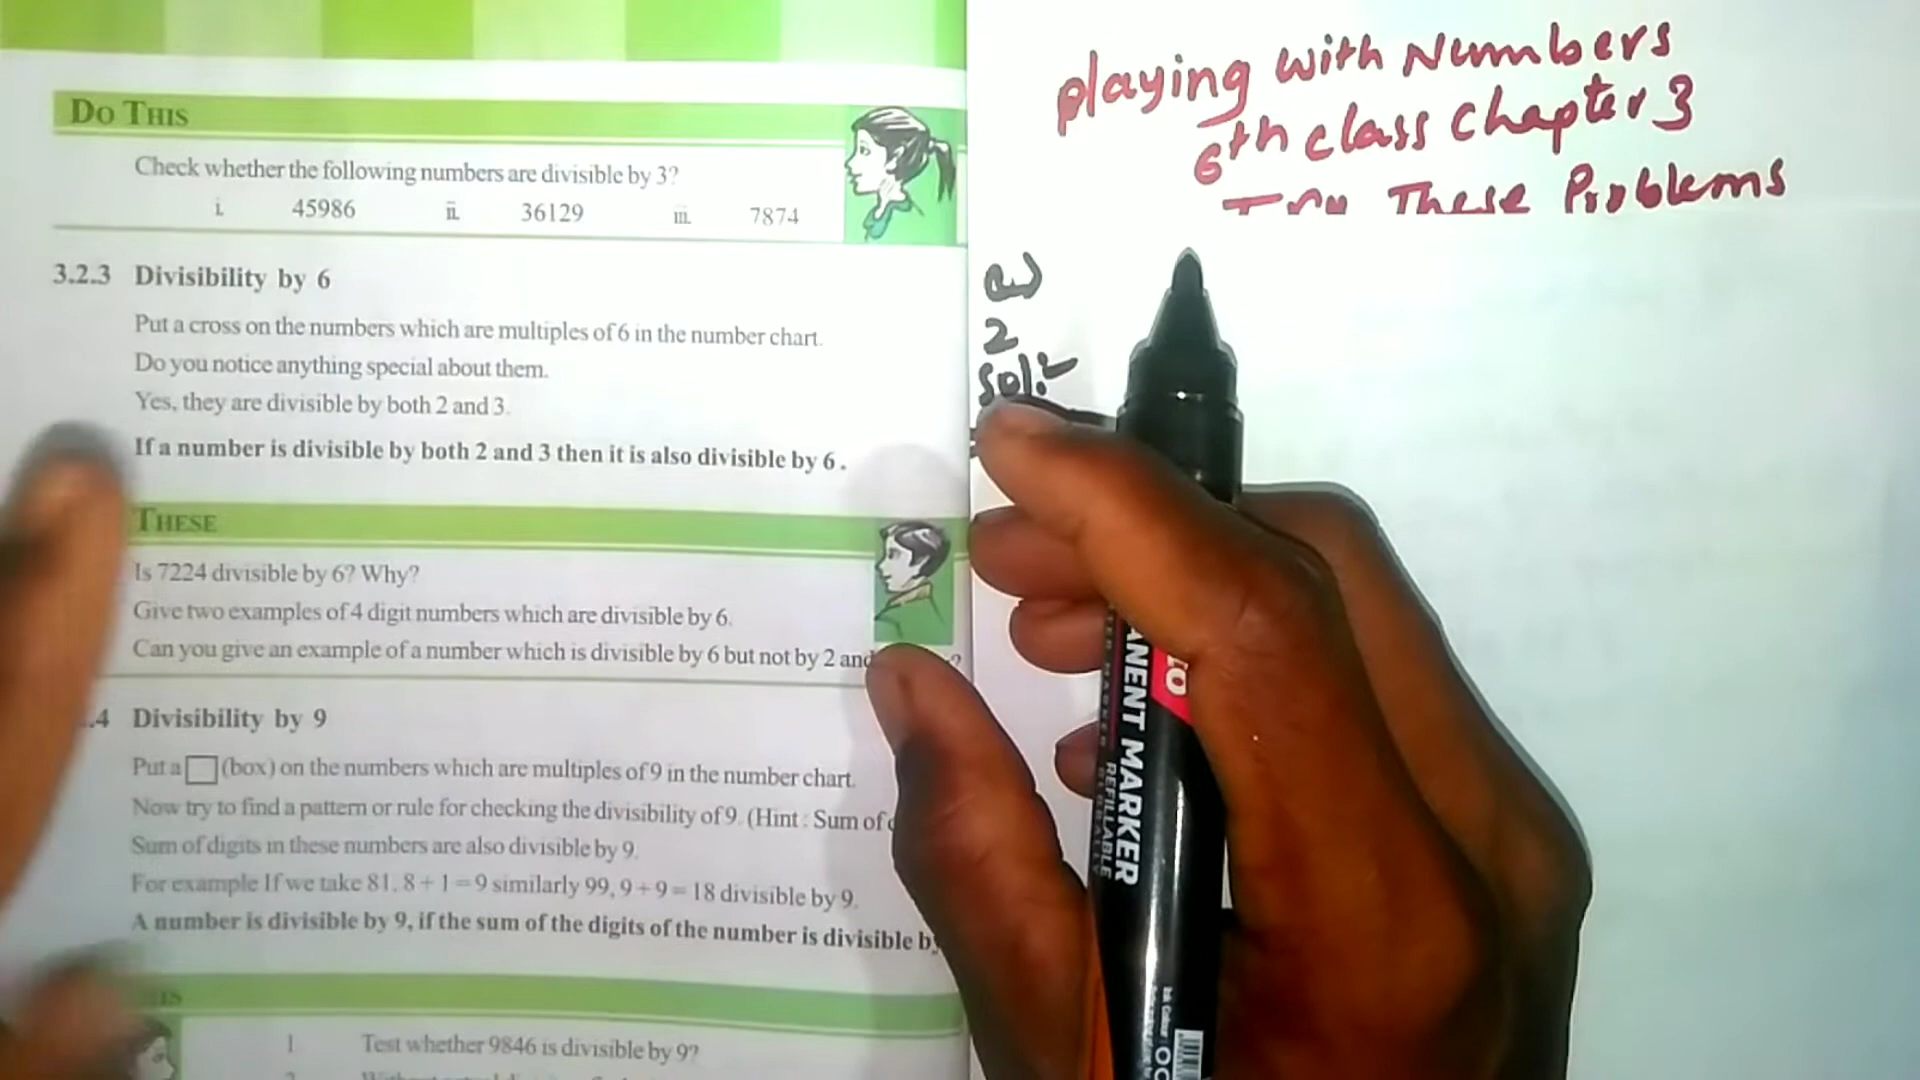 DO THIS
Check whether the following numbers are divisible by 3?
i. 45986 ii. 36129 iii. 7874
3.2.3 Divisibility by 6
Put a cross on the numbers which are multiples of 6 in the number chart.
Do you notice anything special about them.
Yes, they are divisible by both 2 and 3.
If a number is divisible by both 2 and 3 then it is also divisible by 6 .
THESE
Is 7224 divisible by 6? Why?
Give two examples of 4 digit numbers which are divisible by 6.
Can you give an example of a number which is divisible by 6 but not by 2 and ?
.4 Divisibility by 9
Put a (box) on the numbers which are multiples of 9 in the number chart.
Now try to find a pattern or rule for checking the divisibility of 9. (Hint : Sum of
Sum of digits in these numbers are also divisible by 9.
For example If we take 81, 8 + 1 = 9 similarly 99, 9 + 9 = 18 divisible by 9.
A number is divisible by 9, if the sum of the digits of the number is divisible by
1 Test whether 9846 is divisible by 9?
playing with Numbers
6th class Chapter 3
Try These Problems
2
Sol:-
PERMANENT MARKER
REFILLABLE
Ink Colour